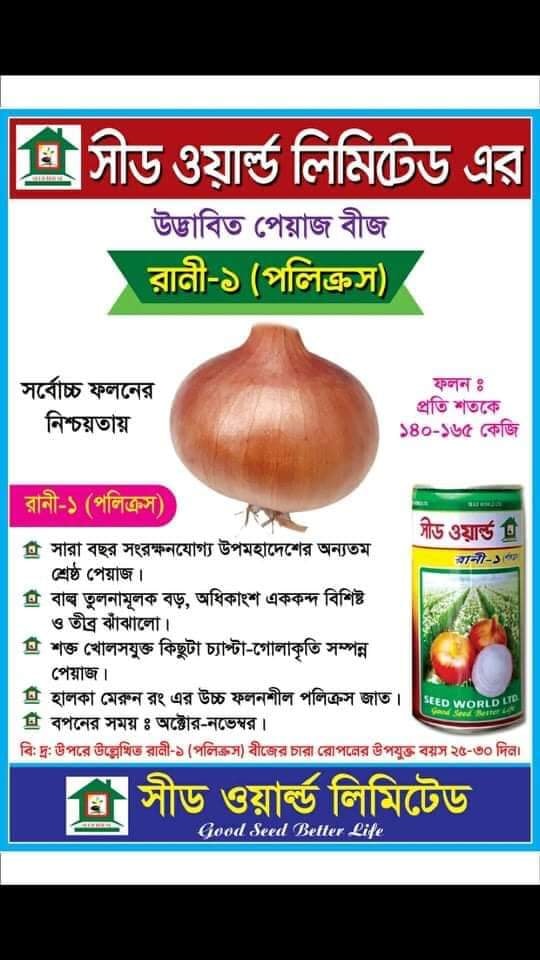 সীড ওয়ার্ল্ড লিমিটেড এর
উদ্ভাবিত পেয়াজ বীজ
রানী-১ (পলিক্রস)
সর্বোচ্চ ফলনের
নিশ্চয়তায়
ফলন ঃ
প্রতি শতকে
১৪০-১৬৫ কেজি
রানী-১ (পলিক্রস)
সারা বছর সংরক্ষনযোগ্য উপমহাদেশের অন্যতম
শ্রেষ্ঠ পেয়াজ।
বাল্ব তুলনামূলক বড়, অধিকাংশ এককন্দ বিশিষ্ট
ও তীব্র ঝাঁঝালো।
শক্ত খোলসযুক্ত কিছুটা চ্যাপ্টা-গোলাকৃতি সম্পন্ন
পেয়াজ।
হালকা মেরুন রং এর উচ্চ ফলনশীল পলিক্রস জাত।
বপনের সময় ঃ অক্টোর-নভেম্বর।
সীড ওয়ার্ল্ড
রানী-১
SEED WORLD LTD.
Good Seed Better Life
বি: দ্র: উপরে উল্লেখিত রানী-১ (পলিক্রস) বীজের চারা রোপনের উপযুক্ত বয়স ২৫-৩০ দিন।
সীড ওয়ার্ল্ড লিমিটেড
Good Seed Better Life